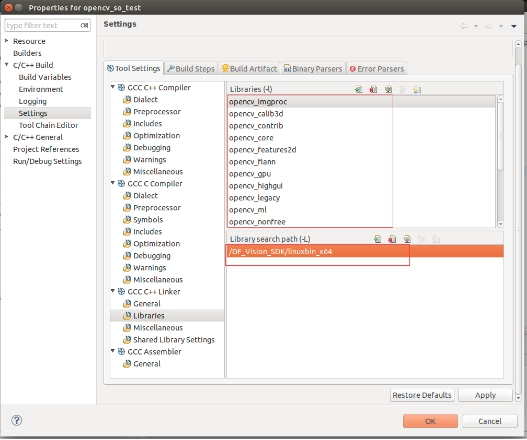 Properties for opencv_so_test
type filter text
Settings
Resource
Builders
C/C++ Build
Build Variables
Environment
Logging
Settings
Tool Chain Editor
C/C++ General
Project References
Run/Debug Settings
Tool Settings
Build Steps
Build Artifact
Binary Parsers
Error Parsers
GCC C++ Compiler
Dialect
Preprocessor
Includes
Optimization
Debugging
Warnings
Miscellaneous
GCC C Compiler
Dialect
Preprocessor
Symbols
Includes
Optimization
Debugging
Warnings
Miscellaneous
GCC C++ Linker
General
Libraries
Miscellaneous
Shared Library Settings
GCC Assembler
General
Libraries (-l)
opencv_imgproc
opencv_calib3d
opencv_contrib
opencv_core
opencv_features2d
opencv_flann
opencv_gpu
opencv_highgui
opencv_legacy
opencv_ml
opencv_nonfree
Library search path (-L)
/DF_Vision_SDK/linuxbin_x64
Restore Defaults
Apply
OK
Cancel